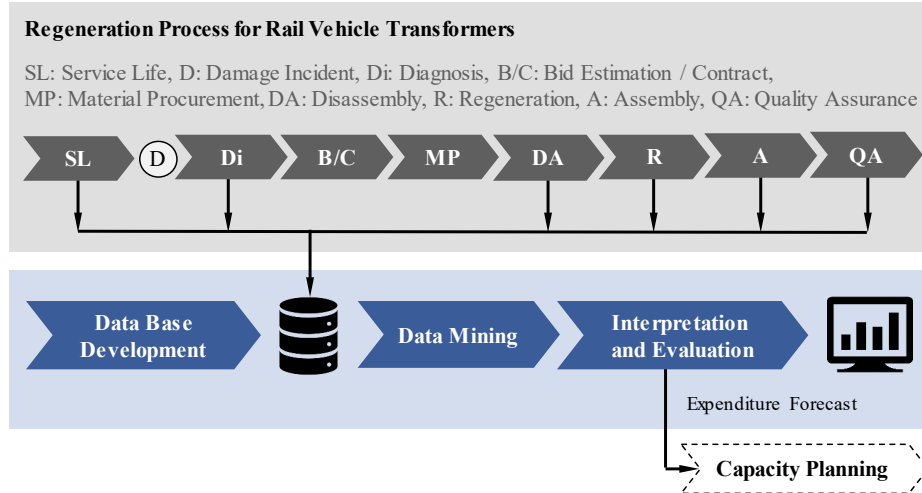 Regeneration Process for Rail Vehicle Transformers
SL: Service Life, D: Damage Incident, Di: Diagnosis, B/C: Bid Estimation / Contract,
MP: Material Procurement, DA: Disassembly, R: Regeneration, A: Assembly, QA: Quality Assurance
SL D Di B/C MP DA R A QA
Data Base
Development
Data Mining
Interpretation
and Evaluation
Expenditure Forecast
Capacity Planning